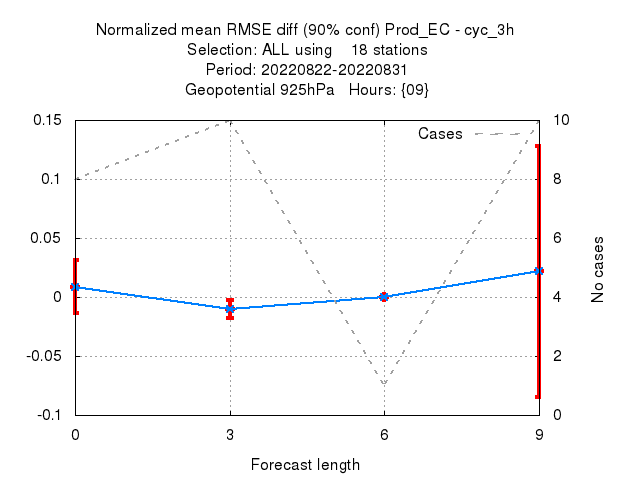 Normalized mean RMSE diff (90% conf) Prod_EC - cyc_3h
Selection: ALL using    18 stations
Period: 20220822-20220831
Geopotential 925hPa   Hours: {09}
Cases
0.15
0.1
0.05
0
-0.05
-0.1
10
8
6
4
2
0
No cases
0 3 6 9
Forecast length